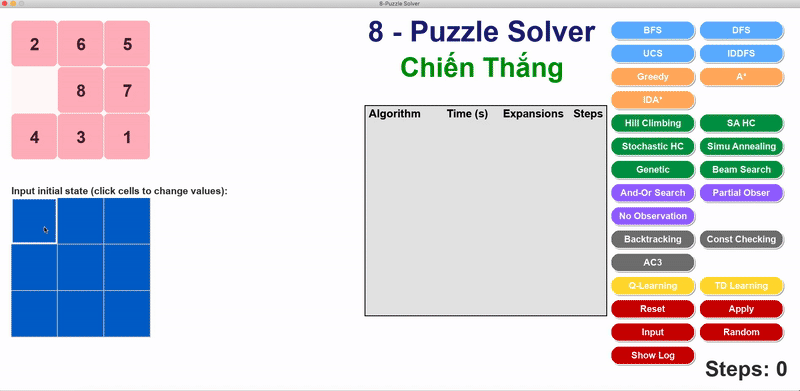 8-Puzzle Solver
2 6 5
8 7
4 3 1
Input initial state (click cells to change values):
8 - Puzzle Solver
Chiến Thắng
Algorithm Time (s) Expansions Steps
BFS DFS
UCS IDDFS
Greedy A*
IDA*
Hill Climbing SA HC
Stochastic HC Simu Annealing
Genetic Beam Search
And-Or Search Partial Obser
No Observation
Backtracking Const Checking
AC3
Q-Learning TD Learning
Reset Apply
Input Random
Show Log
Steps: 0